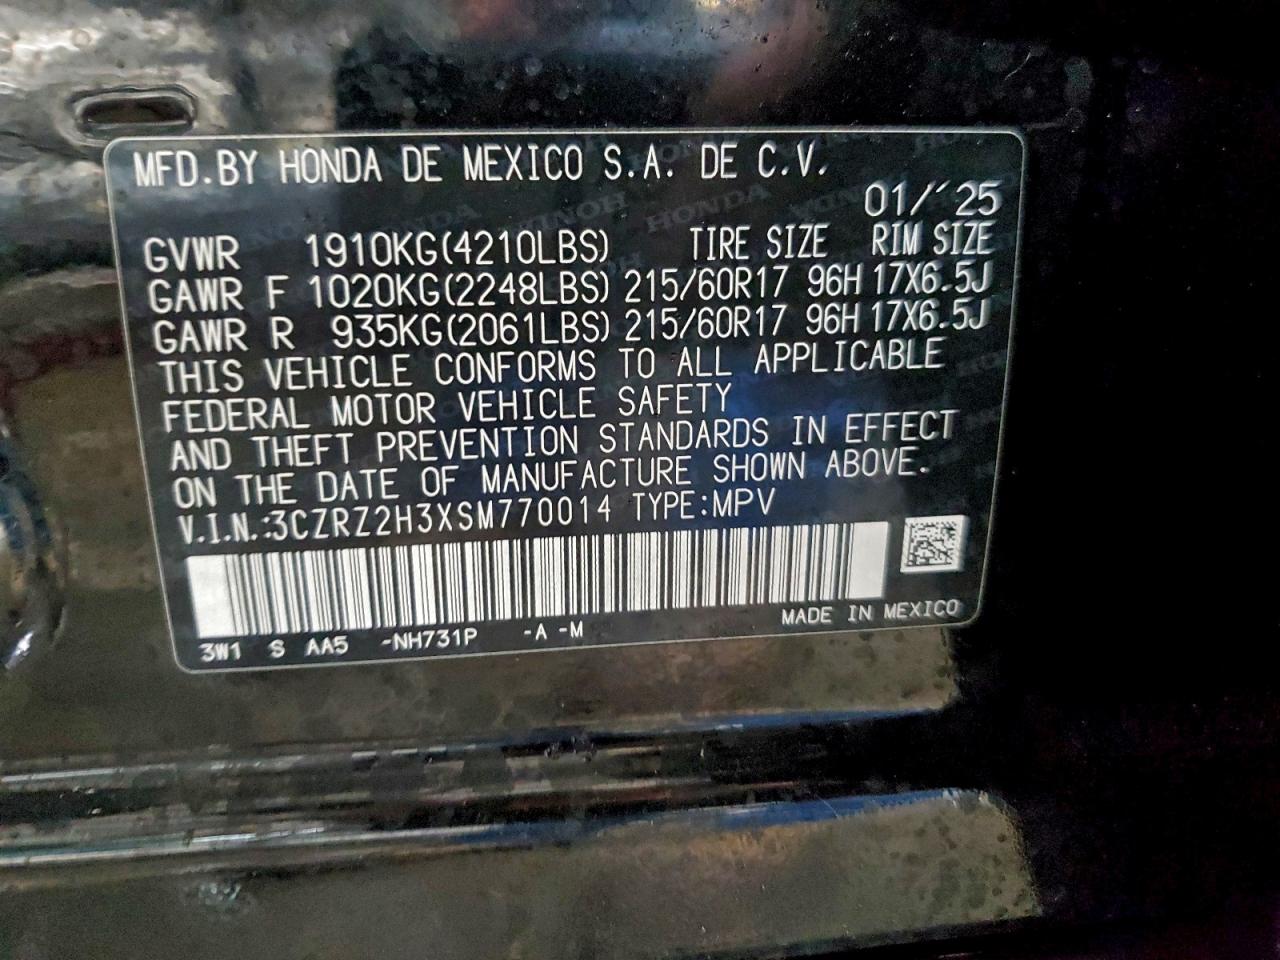 MFD.BY HONDA DE MEXICO S.A. DE C.V.
01/'25
GVWR 1910KG(4210LBS) TIRE SIZE RIM SIZE
GAWR F 1020KG(2248LBS) 215/60R17 96H 17X6.5J
GAWR R 935KG(2061LBS) 215/60R17 96H 17X6.5J
THIS VEHICLE CONFORMS TO ALL APPLICABLE
FEDERAL MOTOR VEHICLE SAFETY
AND THEFT PREVENTION STANDARDS IN EFFECT
ON THE DATE OF MANUFACTURE SHOWN ABOVE.
V.I.N.:3CZRZ2H3XSM770014 TYPE:MPV
MADE IN MEXICO
3W1 S AA5 -NH731P -A -M